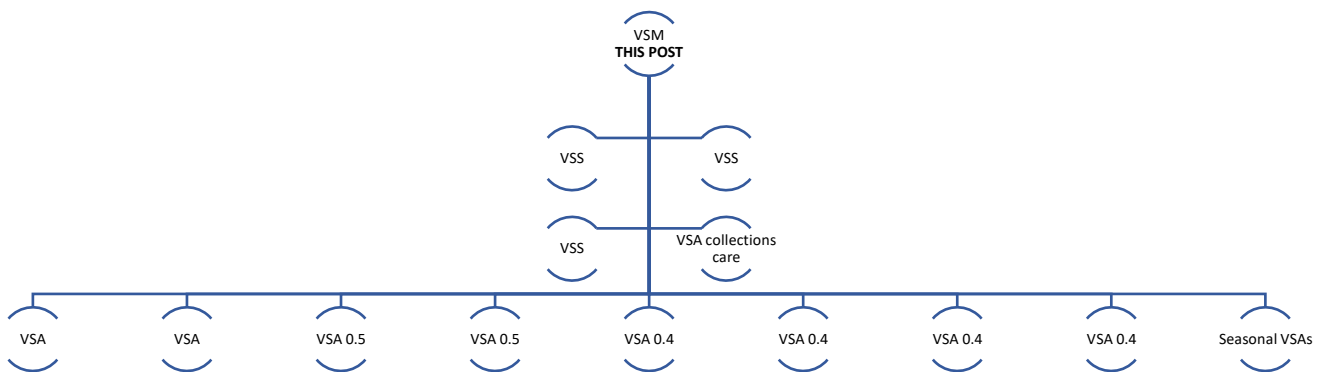 VSM
THIS POST
VSS
VSS
VSS
VSA collections
care
VSA
VSA
VSA 0.5
VSA 0.5
VSA 0.4
VSA 0.4
VSA 0.4
VSA 0.4
Seasonal VSAs